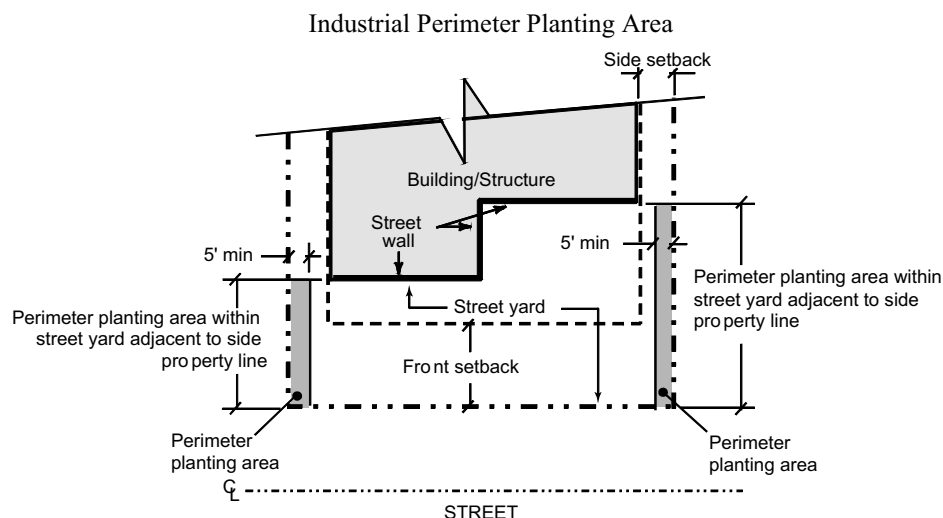 Industrial Perimeter Planting Area
Side setback
Building/Structure
Street
wall
5' min
5' min
Perimeter planting area within
street yard adjacent to side
property line
Street yard
Perimeter planting area within
street yard adjacent to side
property line
Front setback
Perimeter
planting area
Perimeter
planting area
℄
STREET